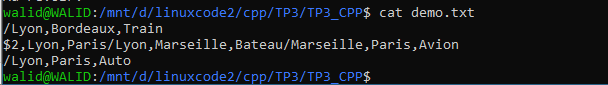 walid@WALID:/mnt/d/linuxcode2/cpp/TP3/TP3_CPP$ cat demo.txt
/Lyon,Bordeaux,Train
$2,Lyon,Paris/Lyon,Marseille,Bateau/Marseille,Paris,Avion
/Lyon,Paris,Auto
walid@WALID:/mnt/d/linuxcode2/cpp/TP3/TP3_CPP$